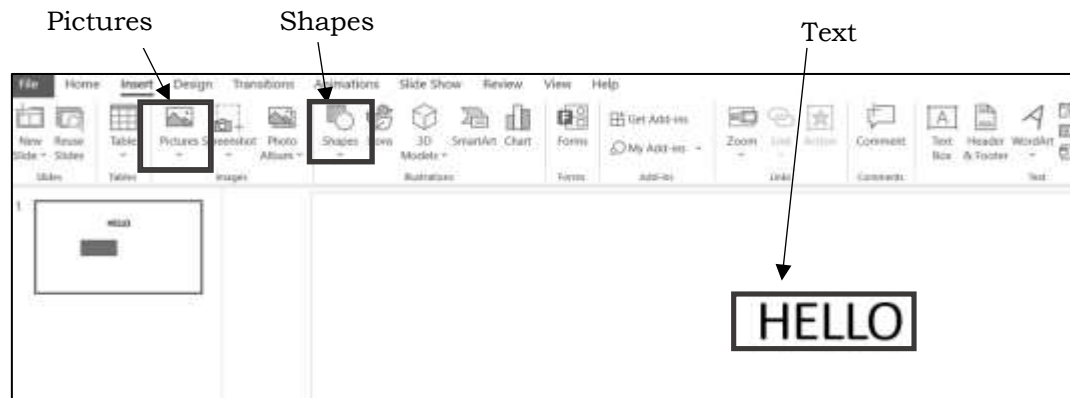 Pictures Shapes Text
File Home Insert Design Transitions Animations Slide Show Review View Help
New Slide Reuse Slides Table Pictures Screenshot Photo Album Shapes Icons 3D Models SmartArt Chart Forms Get Add-ins My Add-ins Zoom Link Action Comment Text Box Header & Footer WordArt
Slides Tables Images Illustrations Forms Add-ins Links Comments Text
1
HELLO
HELLO